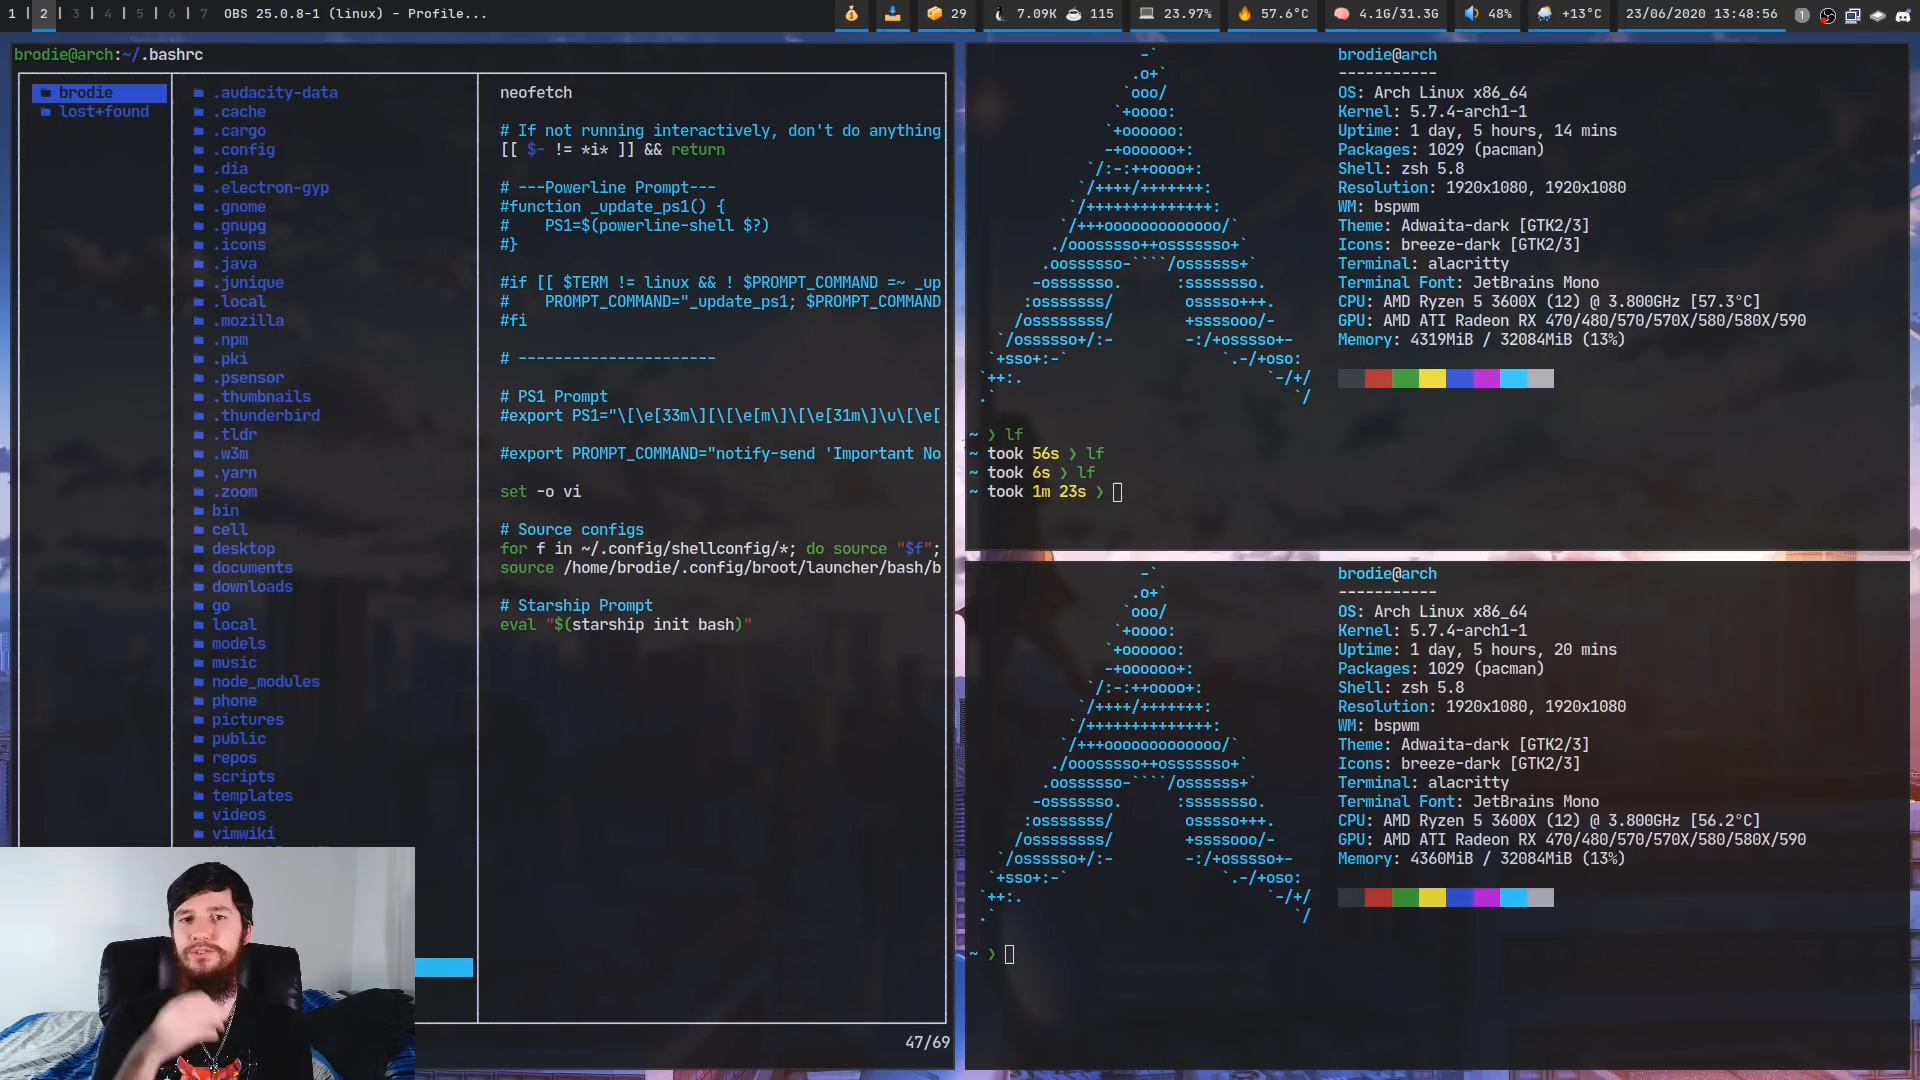 1 | 2 | 3 | 4 | 5 | 6 | 7 OBS 25.0.8-1 (linux) - Profile...
29 7.09K 115 23.97% 57.6°C 4.1G/31.3G 48% +13°C 23/06/2020 13:48:56 1
brodie@arch:~/.bashrc
brodie
lost+found
.audacity-data
.cache
.cargo
.config
.dia
.electron-gyp
.gnome
.gnupg
.icons
.java
.junique
.local
.mozilla
.npm
.pki
.psensor
.thumbnails
.thunderbird
.tldr
.w3m
.yarn
.zoom
bin
cell
desktop
documents
downloads
go
local
models
music
node_modules
phone
pictures
public
repos
scripts
templates
videos
vimwiki
neofetch
# If not running interactively, don't do anything
[[ $- != *i* ]] && return
# ---Powerline Prompt---
#function _update_ps1() {
#    PS1=$(powerline-shell $?)
#}
#if [[ $TERM != linux && ! $PROMPT_COMMAND =~ _up
#    PROMPT_COMMAND="_update_ps1; $PROMPT_COMMAND
#fi
# ----------------------
# PS1 Prompt
#export PS1="\[\e[33m\][\[\e[m\]\[\e[31m\]\u\[\e[
#export PROMPT_COMMAND="notify-send 'Important No
set -o vi
# Source configs
for f in ~/.config/shellconfig/*; do source "$f";
source /home/brodie/.config/broot/launcher/bash/b
# Starship Prompt
eval "$(starship init bash)"
47/69
brodie@arch
-----------
OS: Arch Linux x86_64
Kernel: 5.7.4-arch1-1
Uptime: 1 day, 5 hours, 14 mins
Packages: 1029 (pacman)
Shell: zsh 5.8
Resolution: 1920x1080, 1920x1080
WM: bspwm
Theme: Adwaita-dark [GTK2/3]
Icons: breeze-dark [GTK2/3]
Terminal: alacritty
Terminal Font: JetBrains Mono
CPU: AMD Ryzen 5 3600X (12) @ 3.800GHz [57.3°C]
GPU: AMD ATI Radeon RX 470/480/570/570X/580/580X/590
Memory: 4319MiB / 32084MiB (13%)
~ ❯ lf
~ took 56s ❯ lf
~ took 6s ❯ lf
~ took 1m 23s ❯
brodie@arch
-----------
OS: Arch Linux x86_64
Kernel: 5.7.4-arch1-1
Uptime: 1 day, 5 hours, 20 mins
Packages: 1029 (pacman)
Shell: zsh 5.8
Resolution: 1920x1080, 1920x1080
WM: bspwm
Theme: Adwaita-dark [GTK2/3]
Icons: breeze-dark [GTK2/3]
Terminal: alacritty
Terminal Font: JetBrains Mono
CPU: AMD Ryzen 5 3600X (12) @ 3.800GHz [56.2°C]
GPU: AMD ATI Radeon RX 470/480/570/570X/580/580X/590
Memory: 4360MiB / 32084MiB (13%)
~ ❯